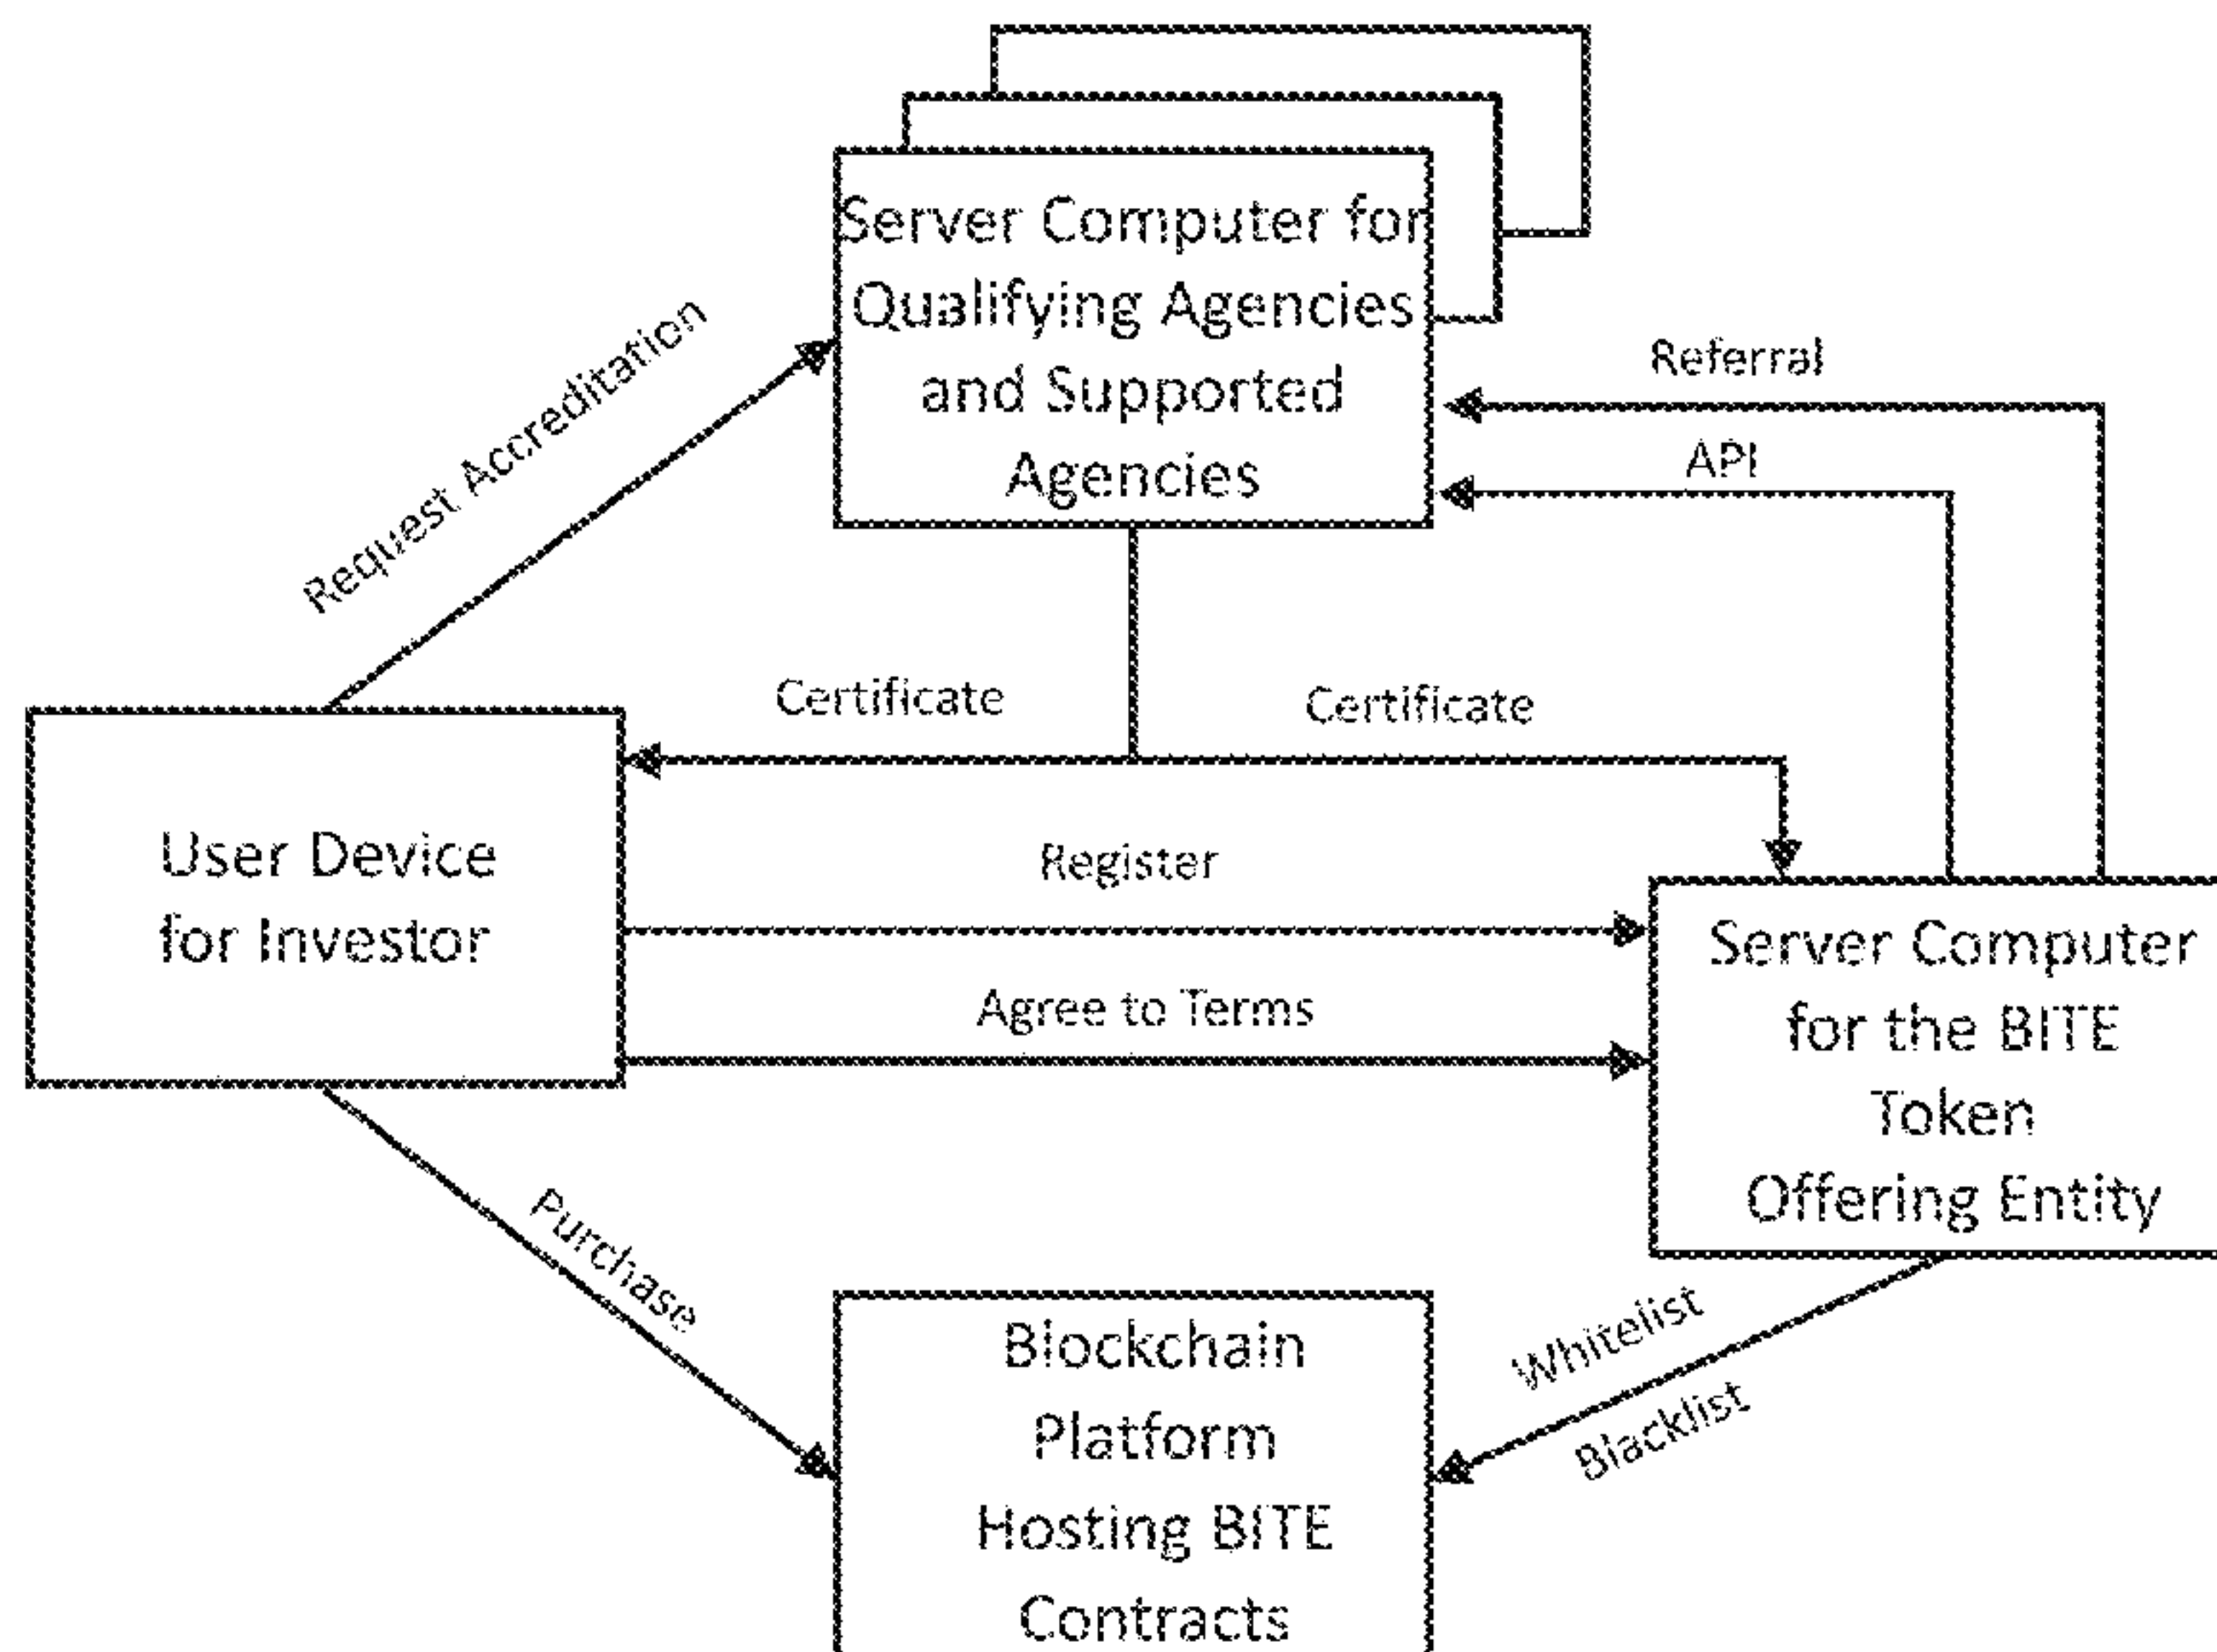 Server Computer for
Qualifying Agencies
and Supported
Agencies
Request Accreditation
Referral
API
Certificate
Certificate
User Device
for Investor
Register
Agree to Terms
Server Computer
for the BITE
Token
Offering Entity
Purchase
Whitelist
Blacklist
Blockchain
Platform
Hosting BITE
Contracts